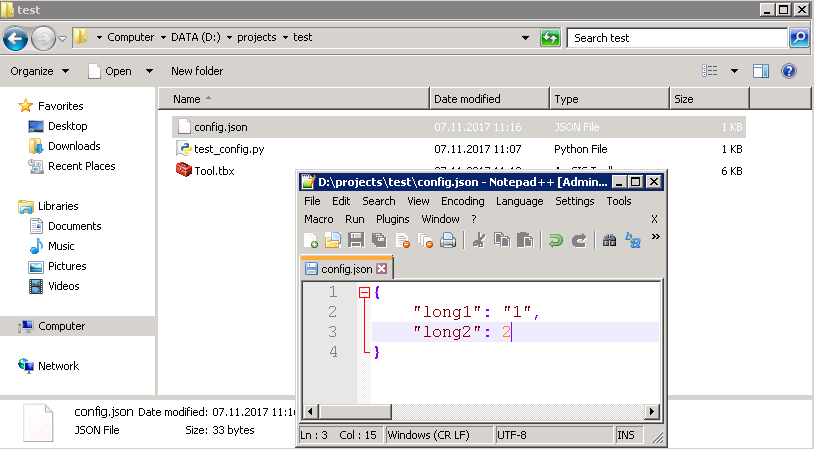 test
Computer DATA (D:) projects test
Search test
Organize Open New folder
Name Date modified Type Size
Favorites
Desktop
Downloads
Recent Places
Libraries
Documents
Music
Pictures
Videos
Computer
Network
config.json 07.11.2017 11:16 JSON File 1 KB
test_config.py 07.11.2017 11:07 Python File 1 KB
Tool.tbx 6 KB
D:\projects\test\config.json - Notepad++ [Admin...
File Edit Search View Encoding Language Settings Tools
Macro Run Plugins Window ? X
config.json
1 {
2 "long1": "1",
3 "long2": 2
4 }
Ln : 3 Col : 15 Windows (CR LF) UTF-8 INS
config.json Date modified: 07.11.2017 11:16
JSON File Size: 33 bytes